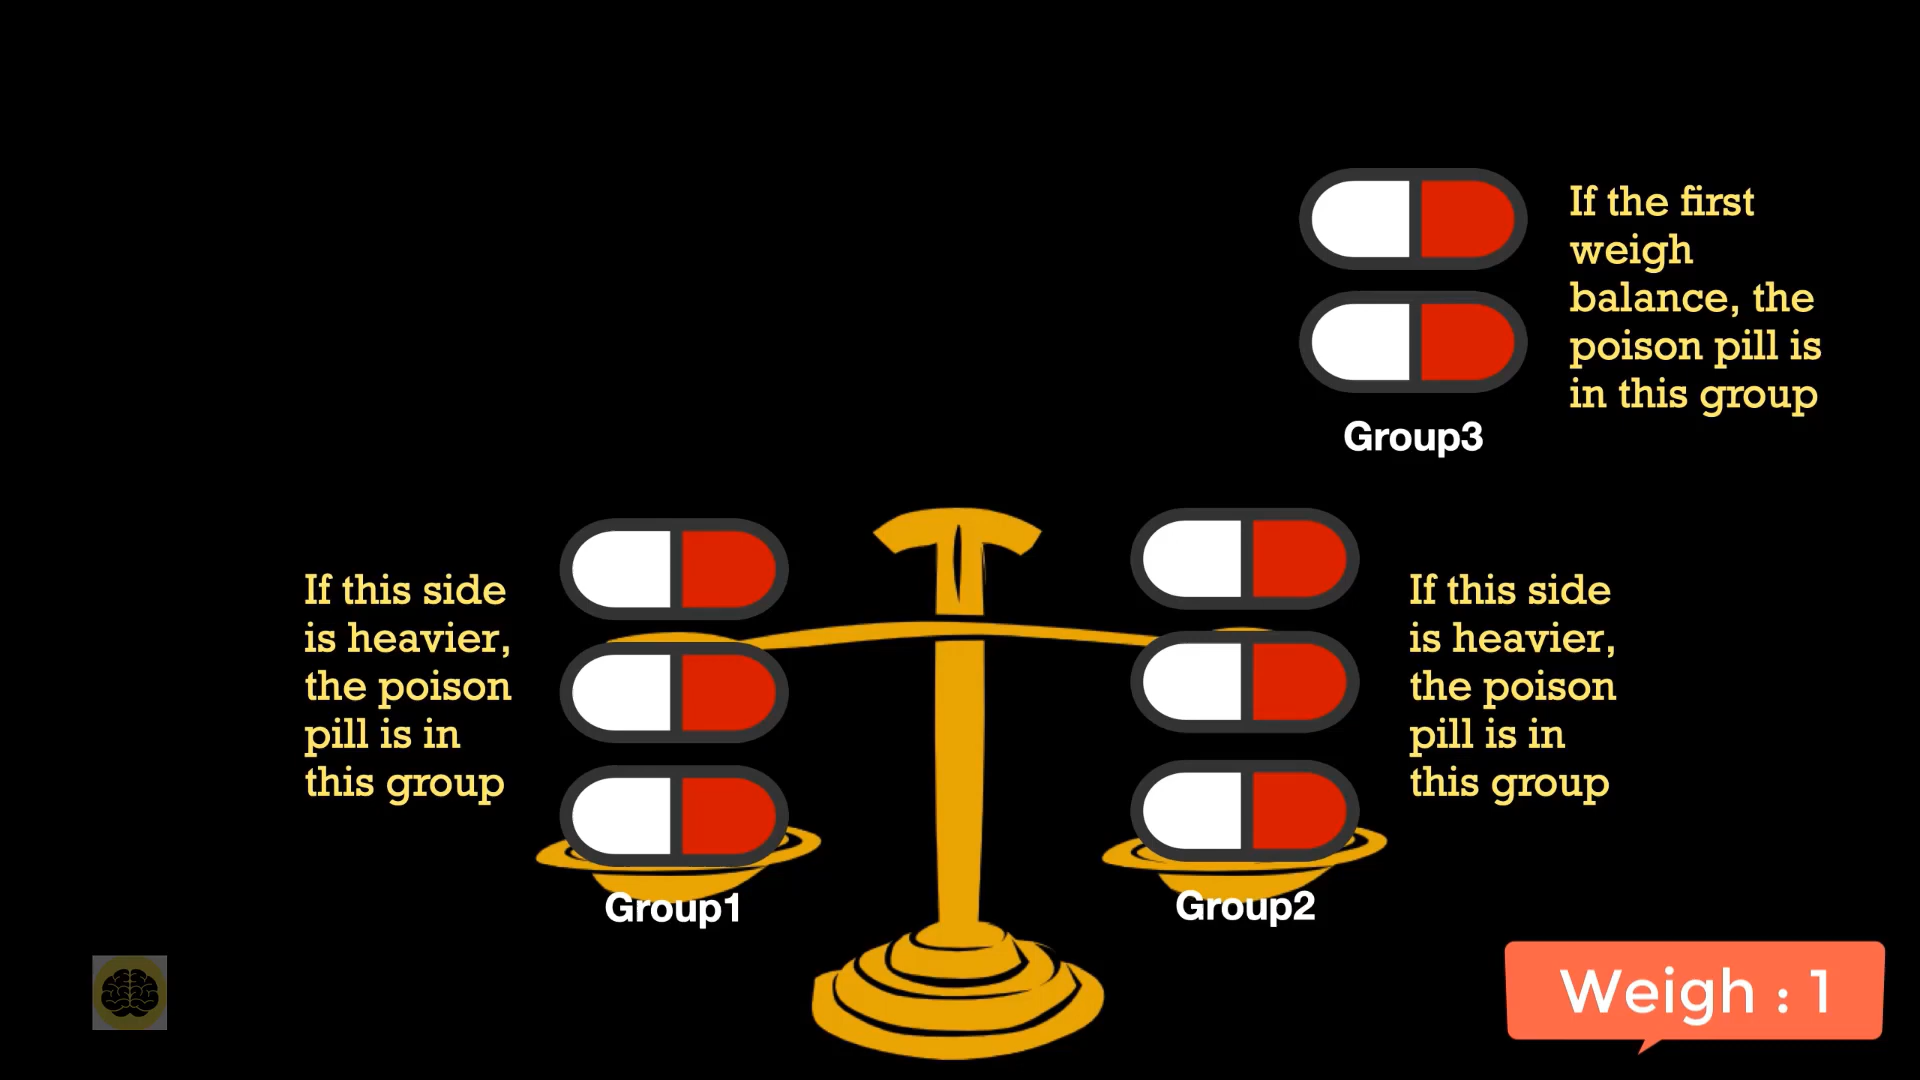 If the first
weigh
balance, the
poison pill is
in this group
Group3
If this side
is heavier,
the poison
pill is in
this group
If this side
is heavier,
the poison
pill is in
this group
Group1
Group2
Weigh : 1